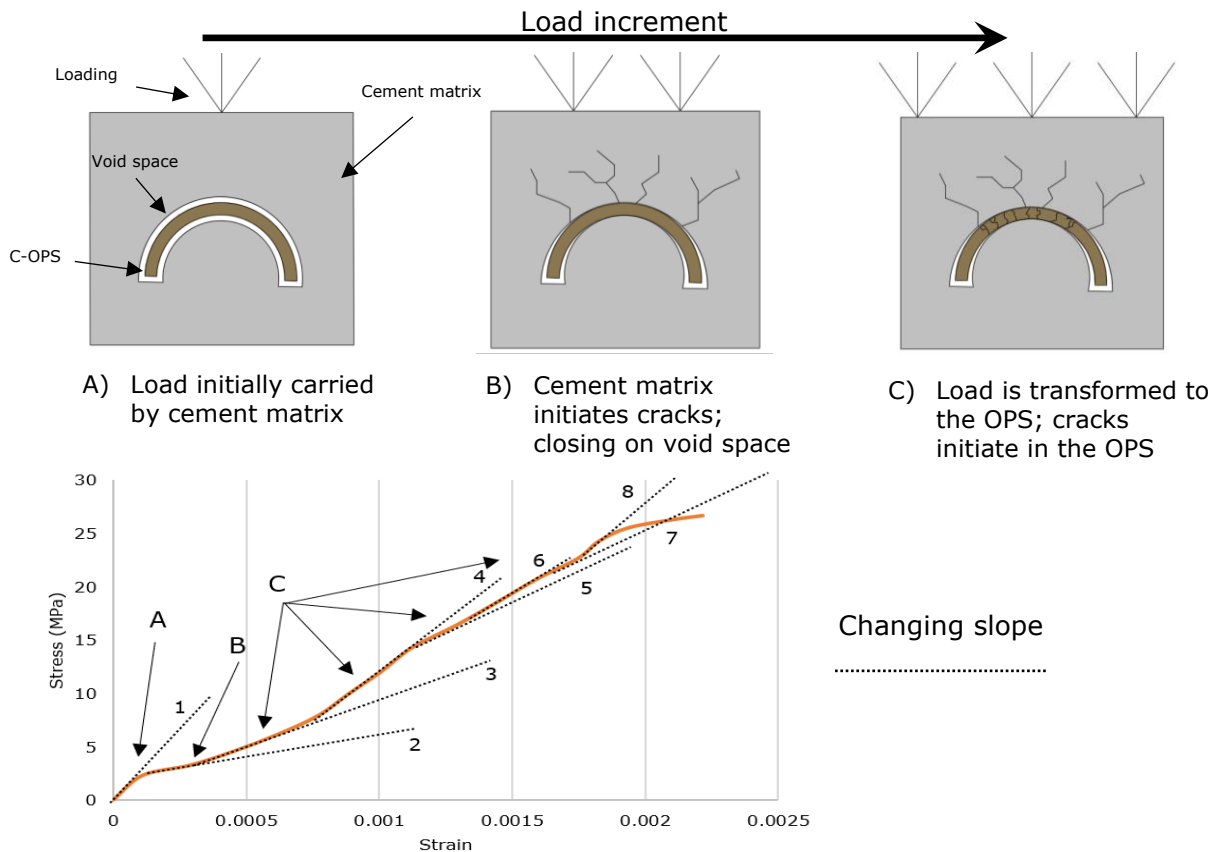 Load increment
Loading
Cement matrix
Void space
C-OPS
A) Load initially carried
by cement matrix
B) Cement matrix
initiates cracks;
closing on void space
C) Load is transformed to
the OPS; cracks
initiate in the OPS
30
25
20
15
10
5
0
Stress (MPa)
0
0.0005
0.001
0.0015
0.002
0.0025
Strain
A
B
C
1
2
3
4
5
6
7
8
Changing slope